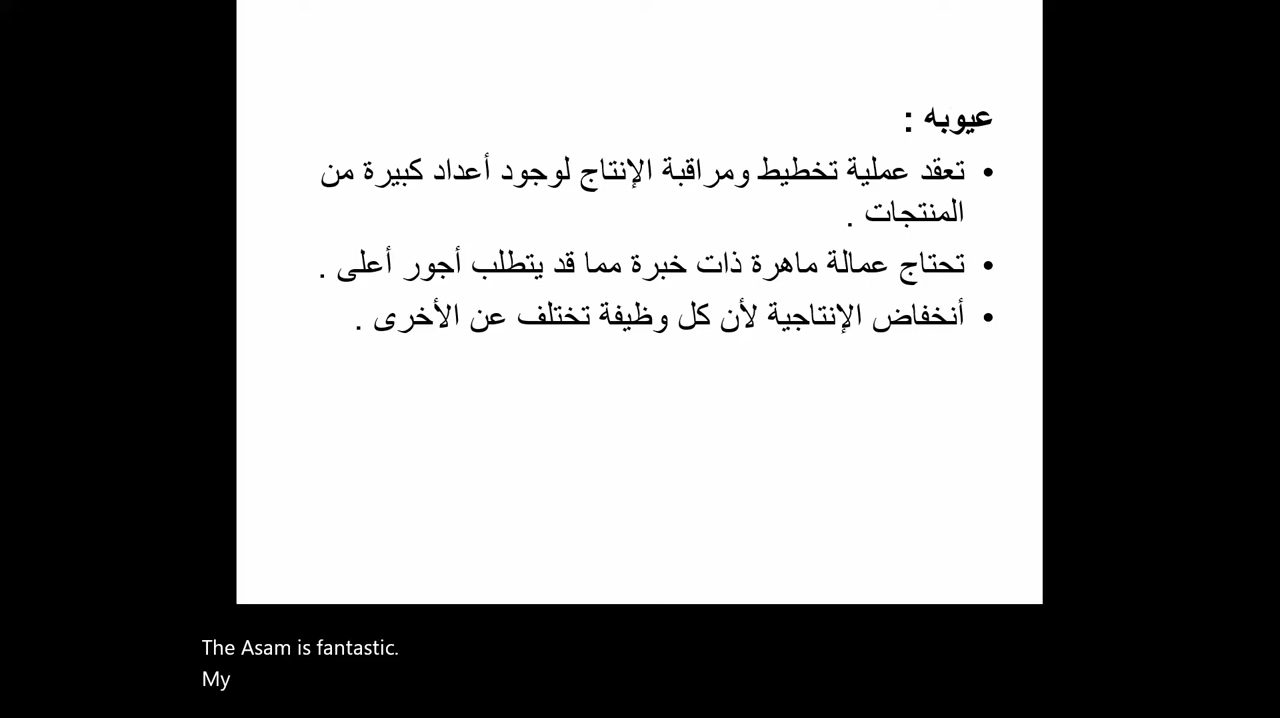 عيوبه :
• تعقد عملية تخطيط ومراقبة الإنتاج لوجود أعداد كبيرة من
المنتجات .
• تحتاج عمالة ماهرة ذات خبرة مما قد يتطلب أجور أعلى .
• أنخفاض الإنتاجية لأن كل وظيفة تختلف عن الأخرى .
The Asam is fantastic.
My